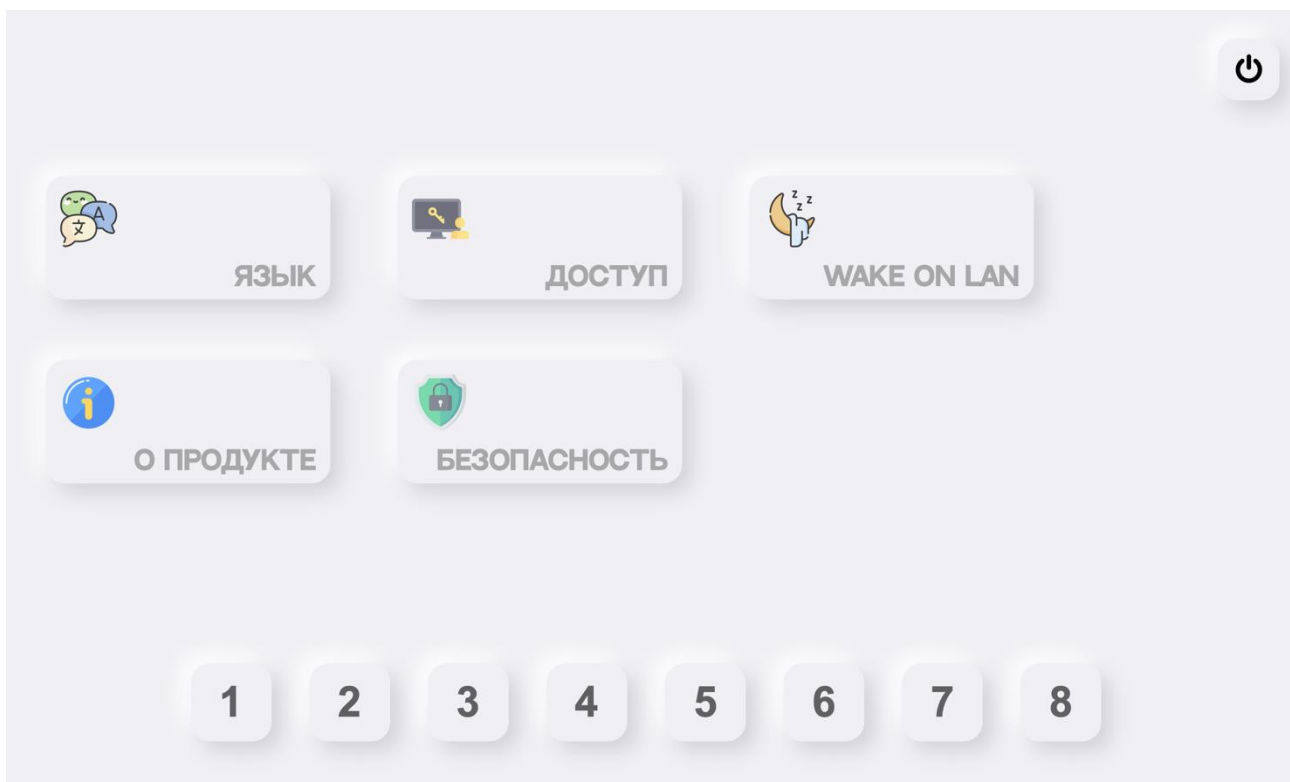 ЯЗЫК
ДОСТУП
WAKE ON LAN
О ПРОДУКТЕ
БЕЗОПАСНОСТЬ
1 2 3 4 5 6 7 8